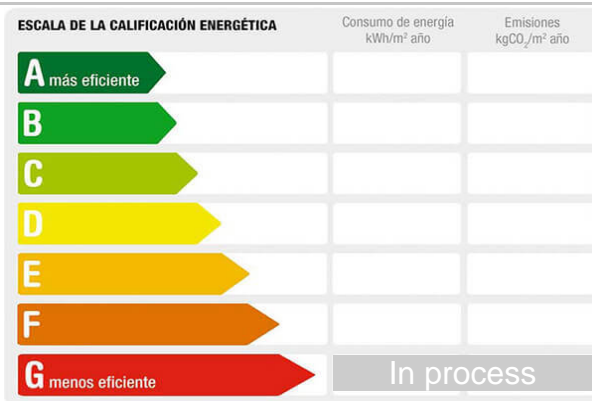 ESCALA DE LA CALIFICACIÓN ENERGÉTICA
Consumo de energía
kWh/m² año
Emisiones
kgCO₂/m² año
A más eficiente
B
C
D
E
F
G menos eficiente
In process